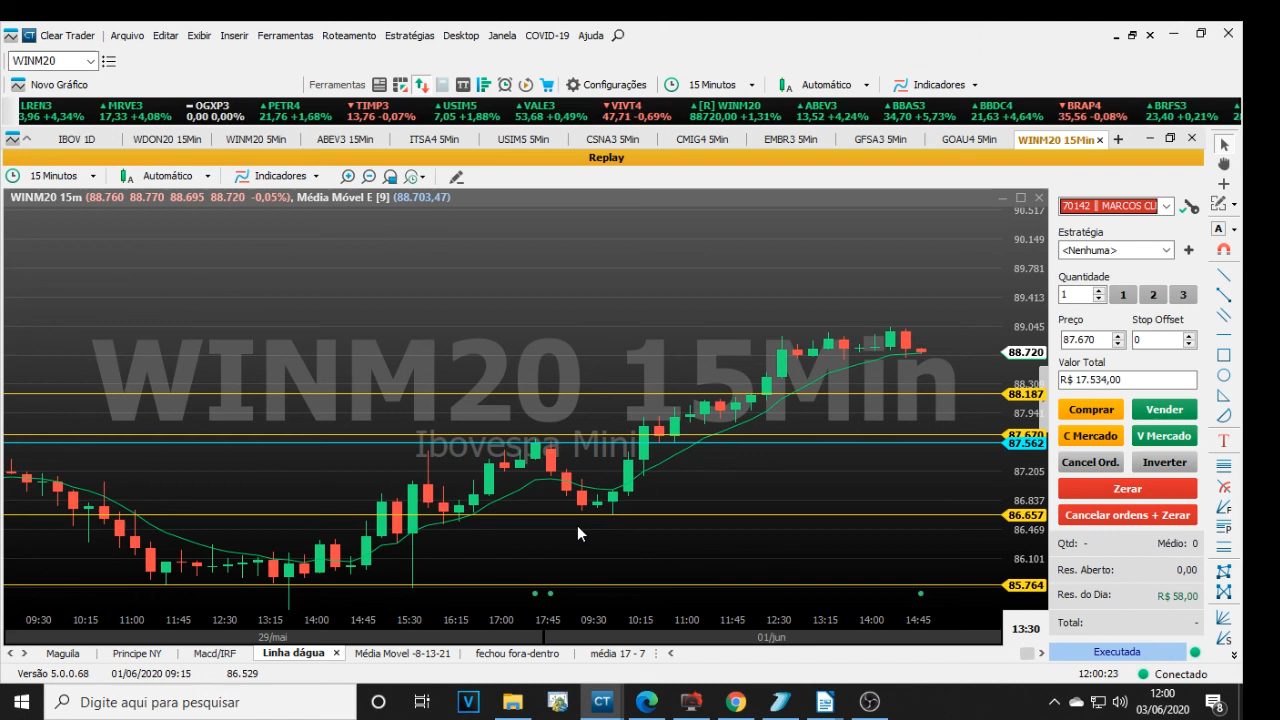 Clear Trader Arquivo Editar Exibir Inserir Ferramentas Roteamento Estratégias Desktop Janela COVID-19 Ajuda
WINM20
Novo Gráfico Ferramentas Configurações 15 Minutos Automático Indicadores
LREN3 MRVE3 OGXP3 PETR4 TIMP3 USIM5 VALE3 VIVT4 [R] WINM20 ABEV3 BBAS3 BBDC4 BRAP4 BRFS3
3,96 +4,34% 17,33 +4,08% 0,00 0,00% 21,76 +1,68% 13,76 -0,07% 7,05 +1,88% 53,68 +0,49% 47,71 -0,69% 88720,00 +1,31% 13,52 +4,24% 34,70 +5,73% 21,63 +4,64% 35,56 -0,08% 23,40 +0,21%
IBOV 1D WDON20 15Min WINM20 5Min ABEV3 15Min ITSA4 5Min USIM5 5Min CSNA3 5Min CMIG4 5Min EMBR3 5Min GFSA3 5Min GOAU4 5Min WINM20 15Min
Replay
15 Minutos Automático Indicadores
WINM20 15m (88.760 88.770 88.695 88.720 -0,05%), Média Móvel E [9] (88.703,47)
WINM20 15Min
Ibovespa Mini
90.517
90.149
89.781
89.413
89.045
88.720
88.309
88.187
87.941
87.670
87.562
87.205
86.837
86.657
86.469
86.101
85.764
70142 || MARCOS CLI
Estratégia
<Nenhuma>
Quantidade
1 1 2 3
Preço Stop Offset
87.670 0
Valor Total
R$ 17.534,00
Comprar Vender
C Mercado V Mercado
Cancel Ord. Inverter
Zerar
Cancelar ordens + Zerar
Qtd: - Médio: 0
Res. Aberto: 0,00
Res. do Dia: R$ 58,00
Total: -
Executada
09:30 10:15 11:00 11:45 12:30 13:15 14:00 14:45 15:30 16:15 17:00 17:45 09:30 10:15 11:00 11:45 12:30 13:15 14:00 14:45
13:30
29/mai 01/jun
Maguila Principe NY Macd/IRF Linha dágua Média Movel -8-13-21 fechou fora-dentro média 17 - 7
Versão 5.0.0.68 01/06/2020 09:15 86.529 12:00:23 Conectado
Digite aqui para pesquisar
12:00
03/06/2020
8